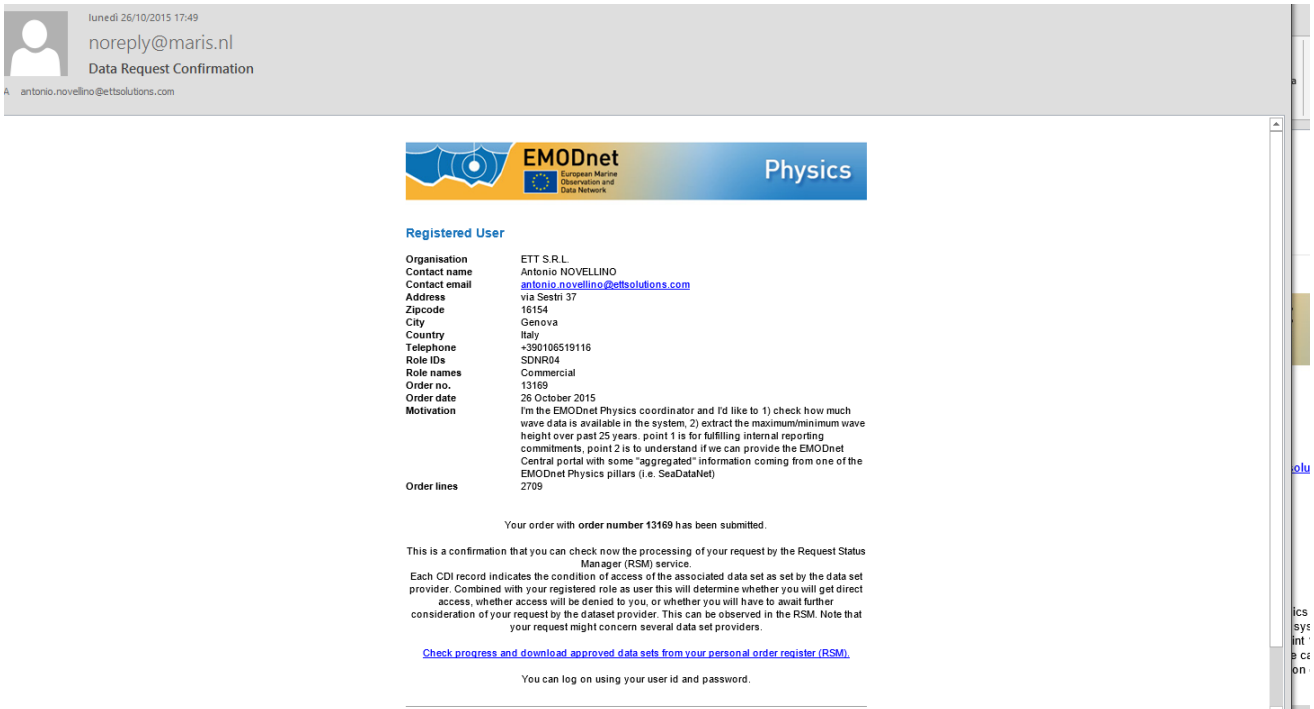 lunedì 26/10/2015 17:49
noreply@maris.nl
Data Request Confirmation
A antonio.novellino@ettsolutions.com
EMODnet
European Marine
Observation and
Data Network
Physics
Registered User
Organisation ETT S.R.L.
Contact name Antonio NOVELLINO
Contact email antonio.novellino@ettsolutions.com
Address via Sestri 37
Zipcode 16154
City Genova
Country Italy
Telephone +390106519116
Role IDs SDNR04
Role names Commercial
Order no. 13169
Order date 26 October 2015
Motivation I'm the EMODnet Physics coordinator and I'd like to 1) check how much
wave data is available in the system, 2) extract the maximum/minimum wave
height over past 25 years. point 1 is for fulfilling internal reporting
commitments, point 2 is to understand if we can provide the EMODnet
Central portal with some "aggregated" information coming from one of the
EMODnet Physics pillars (i.e. SeaDataNet)
Order lines 2709
Your order with order number 13169 has been submitted.
This is a confirmation that you can check now the processing of your request by the Request Status
Manager (RSM) service.
Each CDI record indicates the condition of access of the associated data set as set by the data set
provider. Combined with your registered role as user this will determine whether you will get direct
access, whether access will be denied to you, or whether you will have to await further
consideration of your request by the dataset provider. This can be observed in the RSM. Note that
your request might concern several data set providers.
Check progress and download approved data sets from your personal order register (RSM).
You can log on using your user id and password.